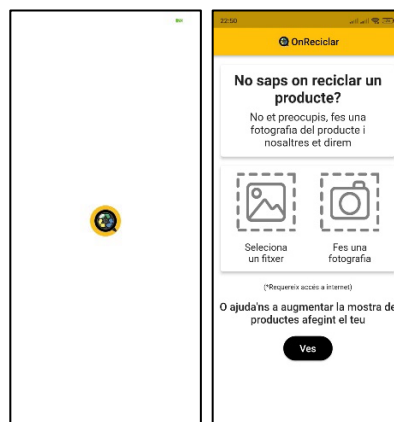 22:50
OnReciclar
No saps on reciclar un
producte?
No et preocupis, fes una
fotografia del producte i
nosaltres et direm
Selecciona
un fitxer
Fes una
fotografia
(*Requereix accés a internet)
O ajuda'ns a augmentar la mostra de
productes afegint el teu
Ves